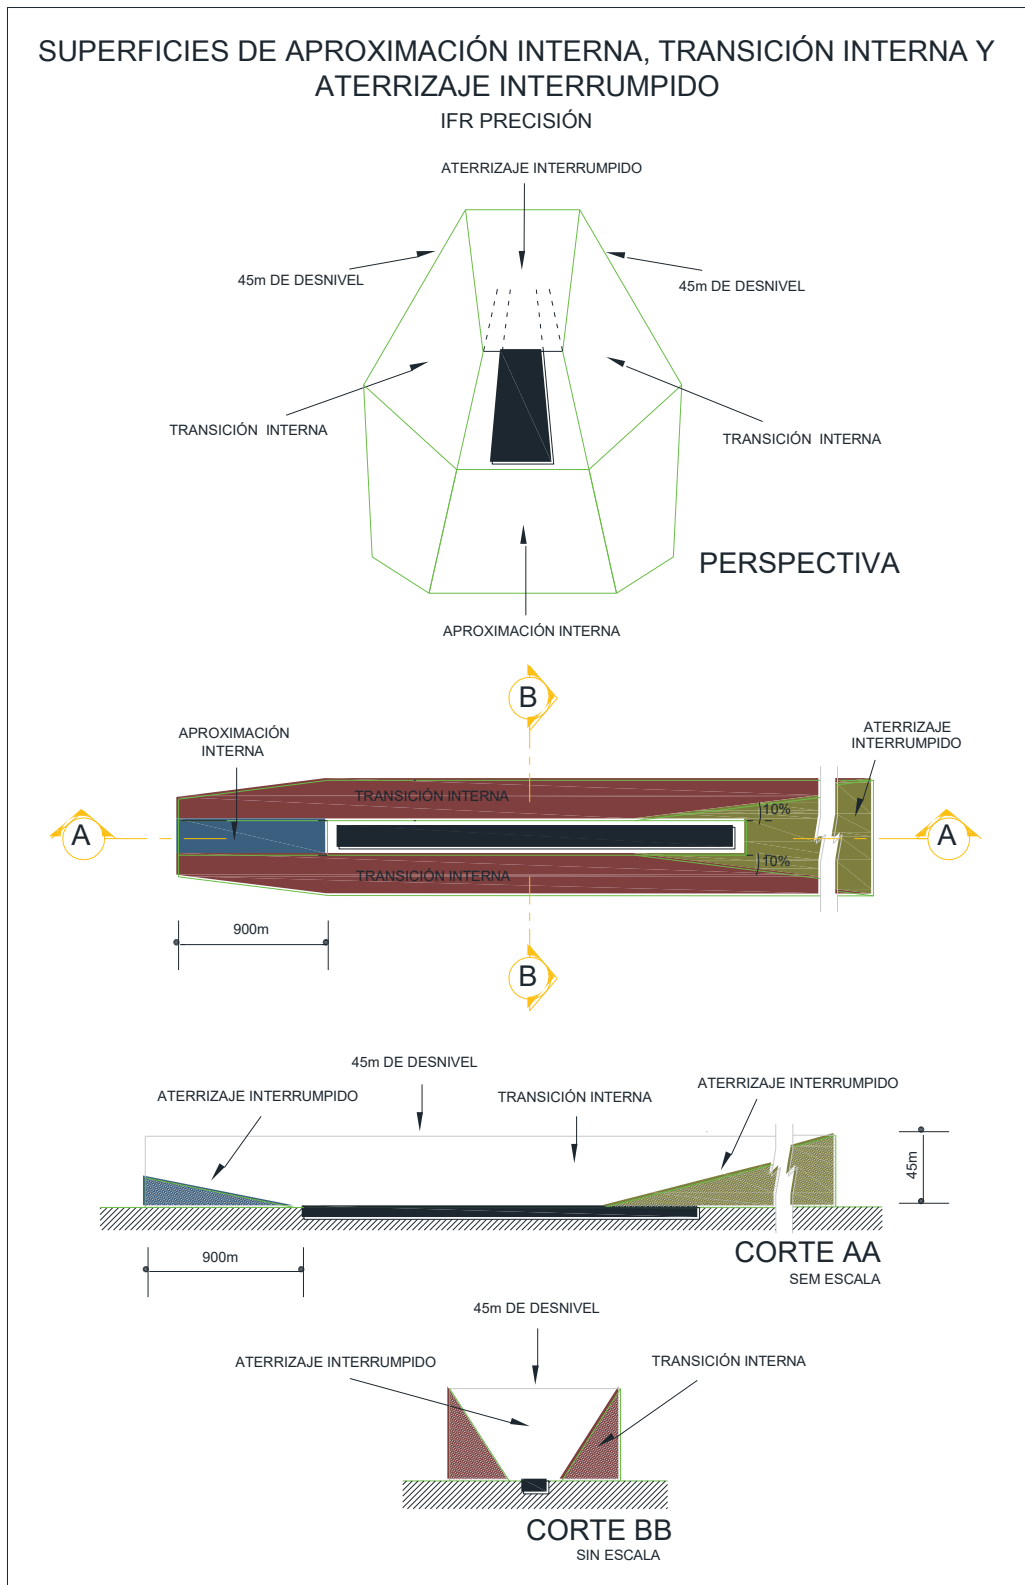 SUPERFICIES DE APROXIMACIÓN INTERNA, TRANSICIÓN INTERNA Y
ATERRIZAJE INTERRUMPIDO
IFR PRECISIÓN
ATERRIZAJE INTERRUMPIDO
45m DE DESNIVEL
45m DE DESNIVEL
TRANSICIÓN INTERNA
TRANSICIÓN INTERNA
PERSPECTIVA
APROXIMACIÓN INTERNA
B
APROXIMACIÓN
INTERNA
ATERRIZAJE
INTERRUMPIDO
TRANSICIÓN INTERNA
10%
A
A
10%
TRANSICIÓN INTERNA
900m
B
45m DE DESNIVEL
ATERRIZAJE INTERRUMPIDO
TRANSICIÓN INTERNA
ATERRIZAJE INTERRUMPIDO
45m
CORTE AA
SEM ESCALA
900m
45m DE DESNIVEL
ATERRIZAJE INTERRUMPIDO
TRANSICIÓN INTERNA
CORTE BB
SIN ESCALA